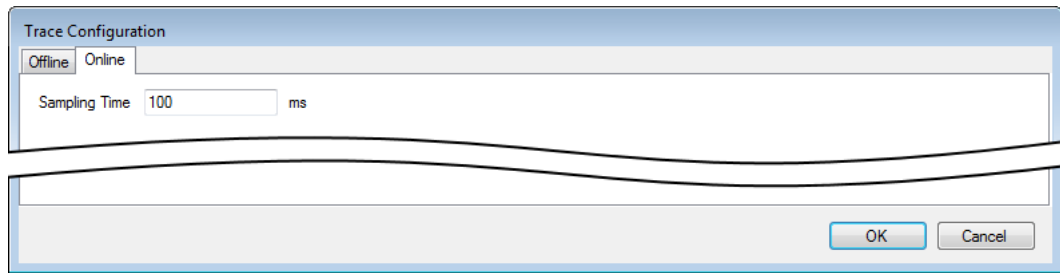 Trace Configuration
Offline Online
Sampling Time 100 ms
OK Cancel